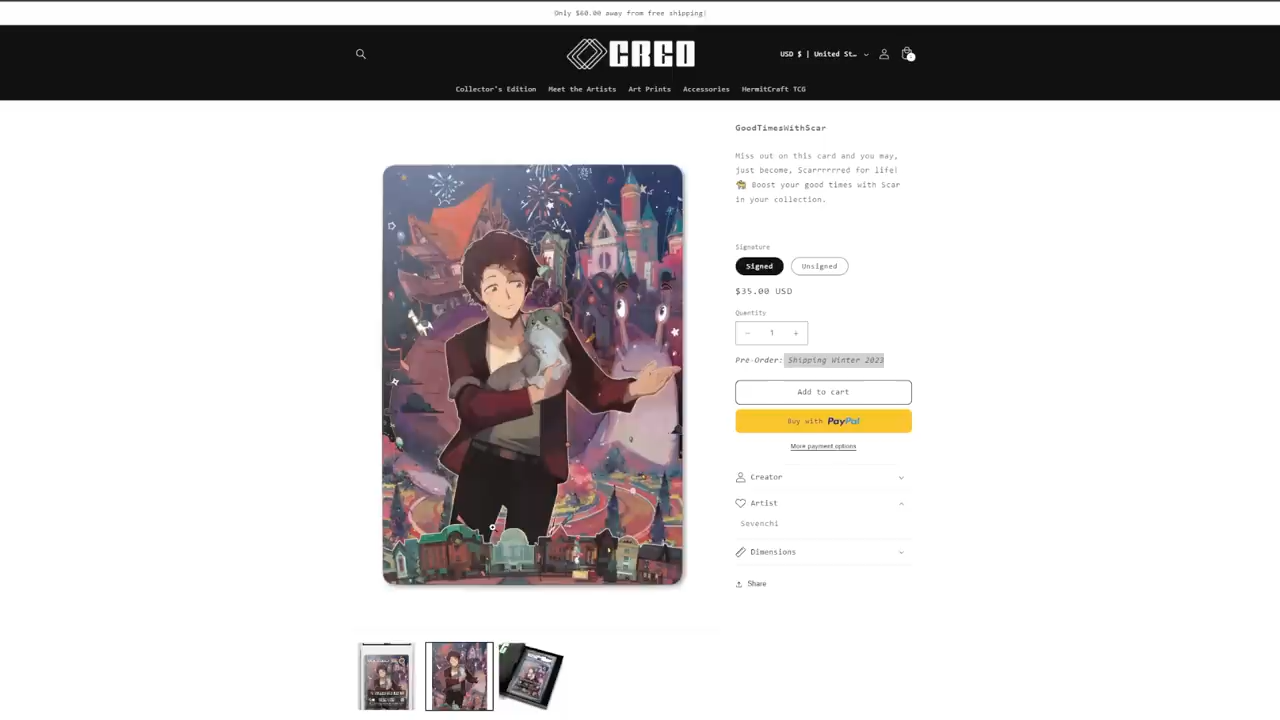 Only $60.00 away from free shipping!
CREO
USD $ | United St…
Collector's Edition
Meet the Artists
Art Prints
Accessories
HermitCraft TCG
GoodTimesWithScar
Miss out on this card and you may,
just become, Scarrrrrred for life!
Boost your good times with Scar
in your collection.
Signature
Signed
Unsigned
$35.00 USD
Quantity
− 1 +
Pre-Order: Shipping Winter 2023
Add to cart
Buy with PayPal
More payment options
Creator
Artist
Sevenchi
Dimensions
Share